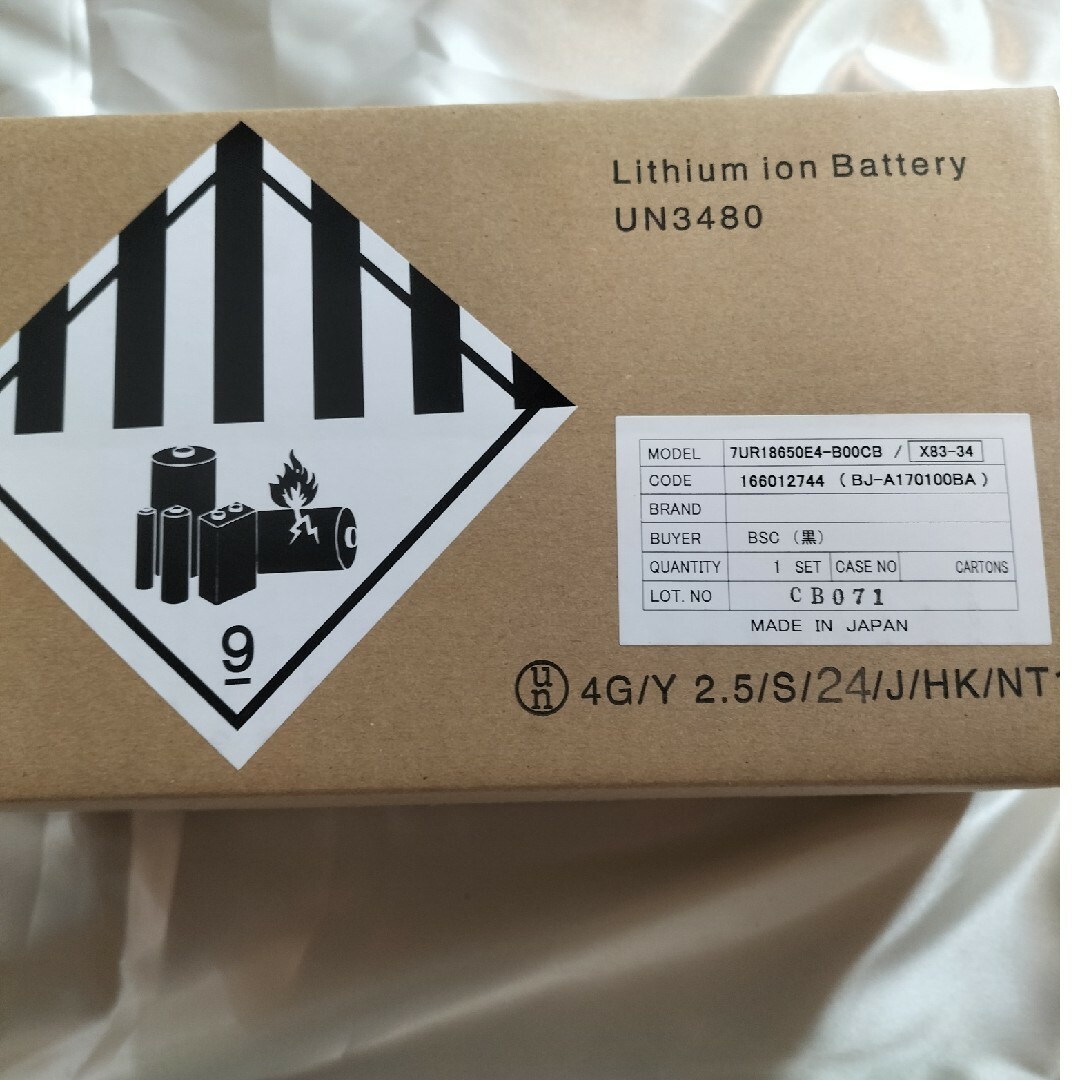 Lithium ion Battery
UN3480
MODEL 7UR18650E4-B00CB / X83-34
CODE 166012744 (BJ-A170100BA)
BRAND
BUYER BSC (黒)
QUANTITY 1 SET CASE NO CARTONS
LOT. NO CB071
MADE IN JAPAN
9
un 4G/Y 2.5/S/24/J/HK/NT